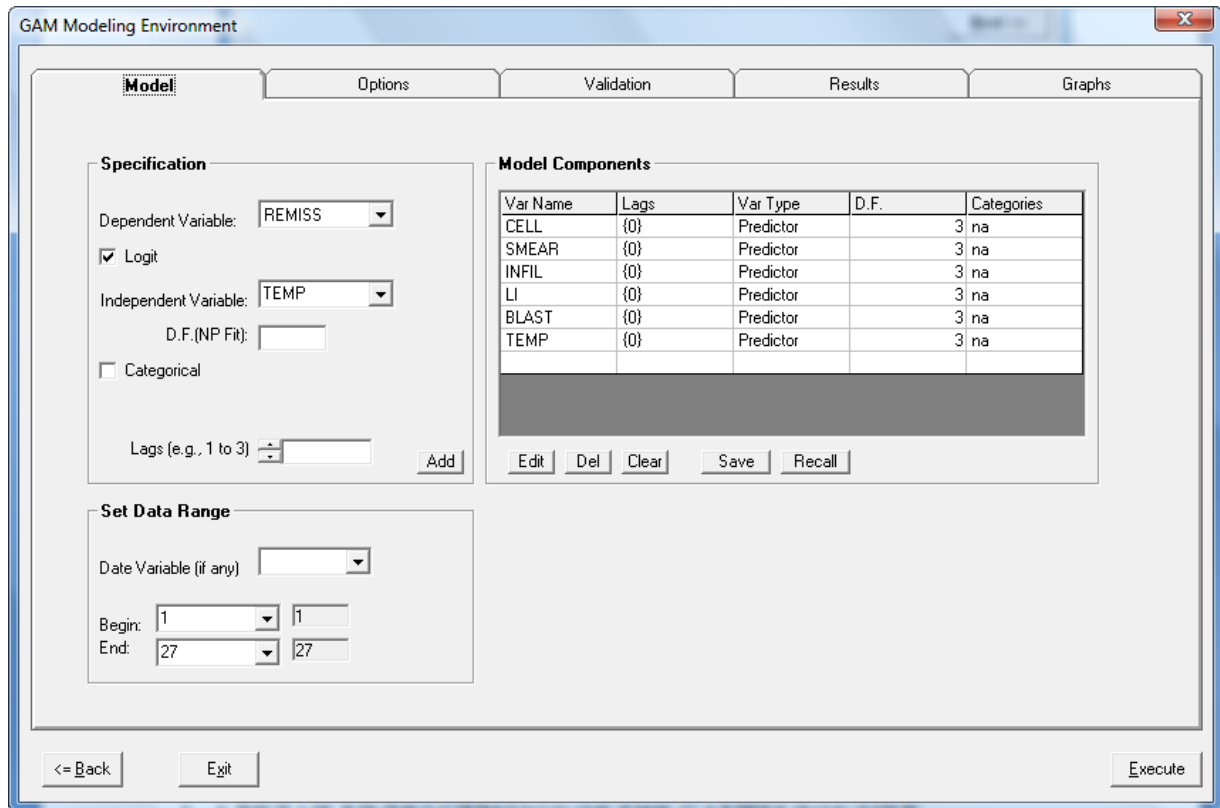 GAM Modeling Environment
Model Options Validation Results Graphs
Specification
Dependent Variable: REMISS
Logit
Independent Variable: TEMP
D.F.(NP Fit):
Categorical
Lags (e.g., 1 to 3)
Add
Model Components
Var Name Lags Var Type D.F. Categories
CELL {0} Predictor 3 na
SMEAR {0} Predictor 3 na
INFIL {0} Predictor 3 na
LI {0} Predictor 3 na
BLAST {0} Predictor 3 na
TEMP {0} Predictor 3 na
Edit Del Clear Save Recall
Set Data Range
Date Variable (if any)
Begin: 1 1
End: 27 27
<= Back Exit Execute